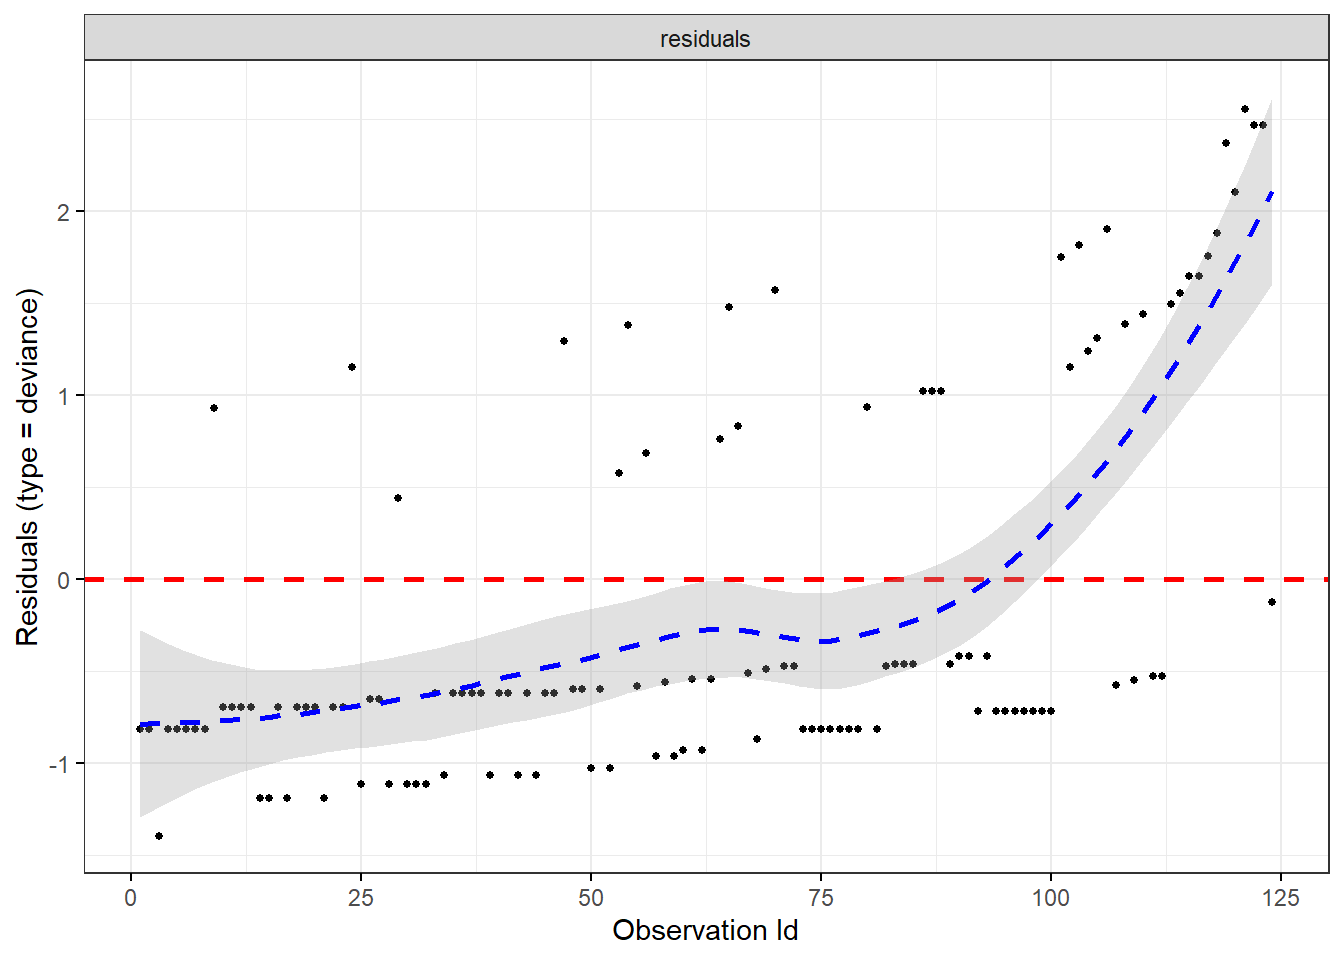 residuals
Residuals (type = deviance)
2
1
0
-1
0 25 50 75 100 125
Observation Id